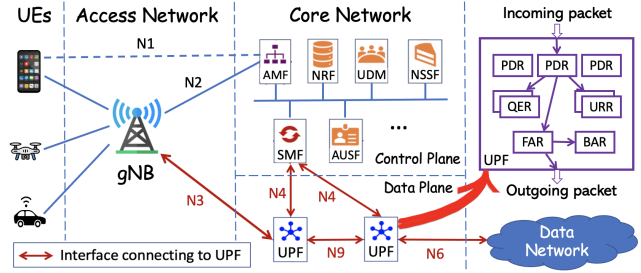 UEs
Access Network
Core Network
Incoming packet
N1
N2
AMF
NRF
UDM
NSSF
PDR
PDR
PDR
QER
URR
FAR
BAR
UPF
gNB
SMF
AUSF
...
Control Plane
Data Plane
Outgoing packet
N3
N4
N4
UPF
N9
UPF
N6
Data
Network
Interface connecting to UPF